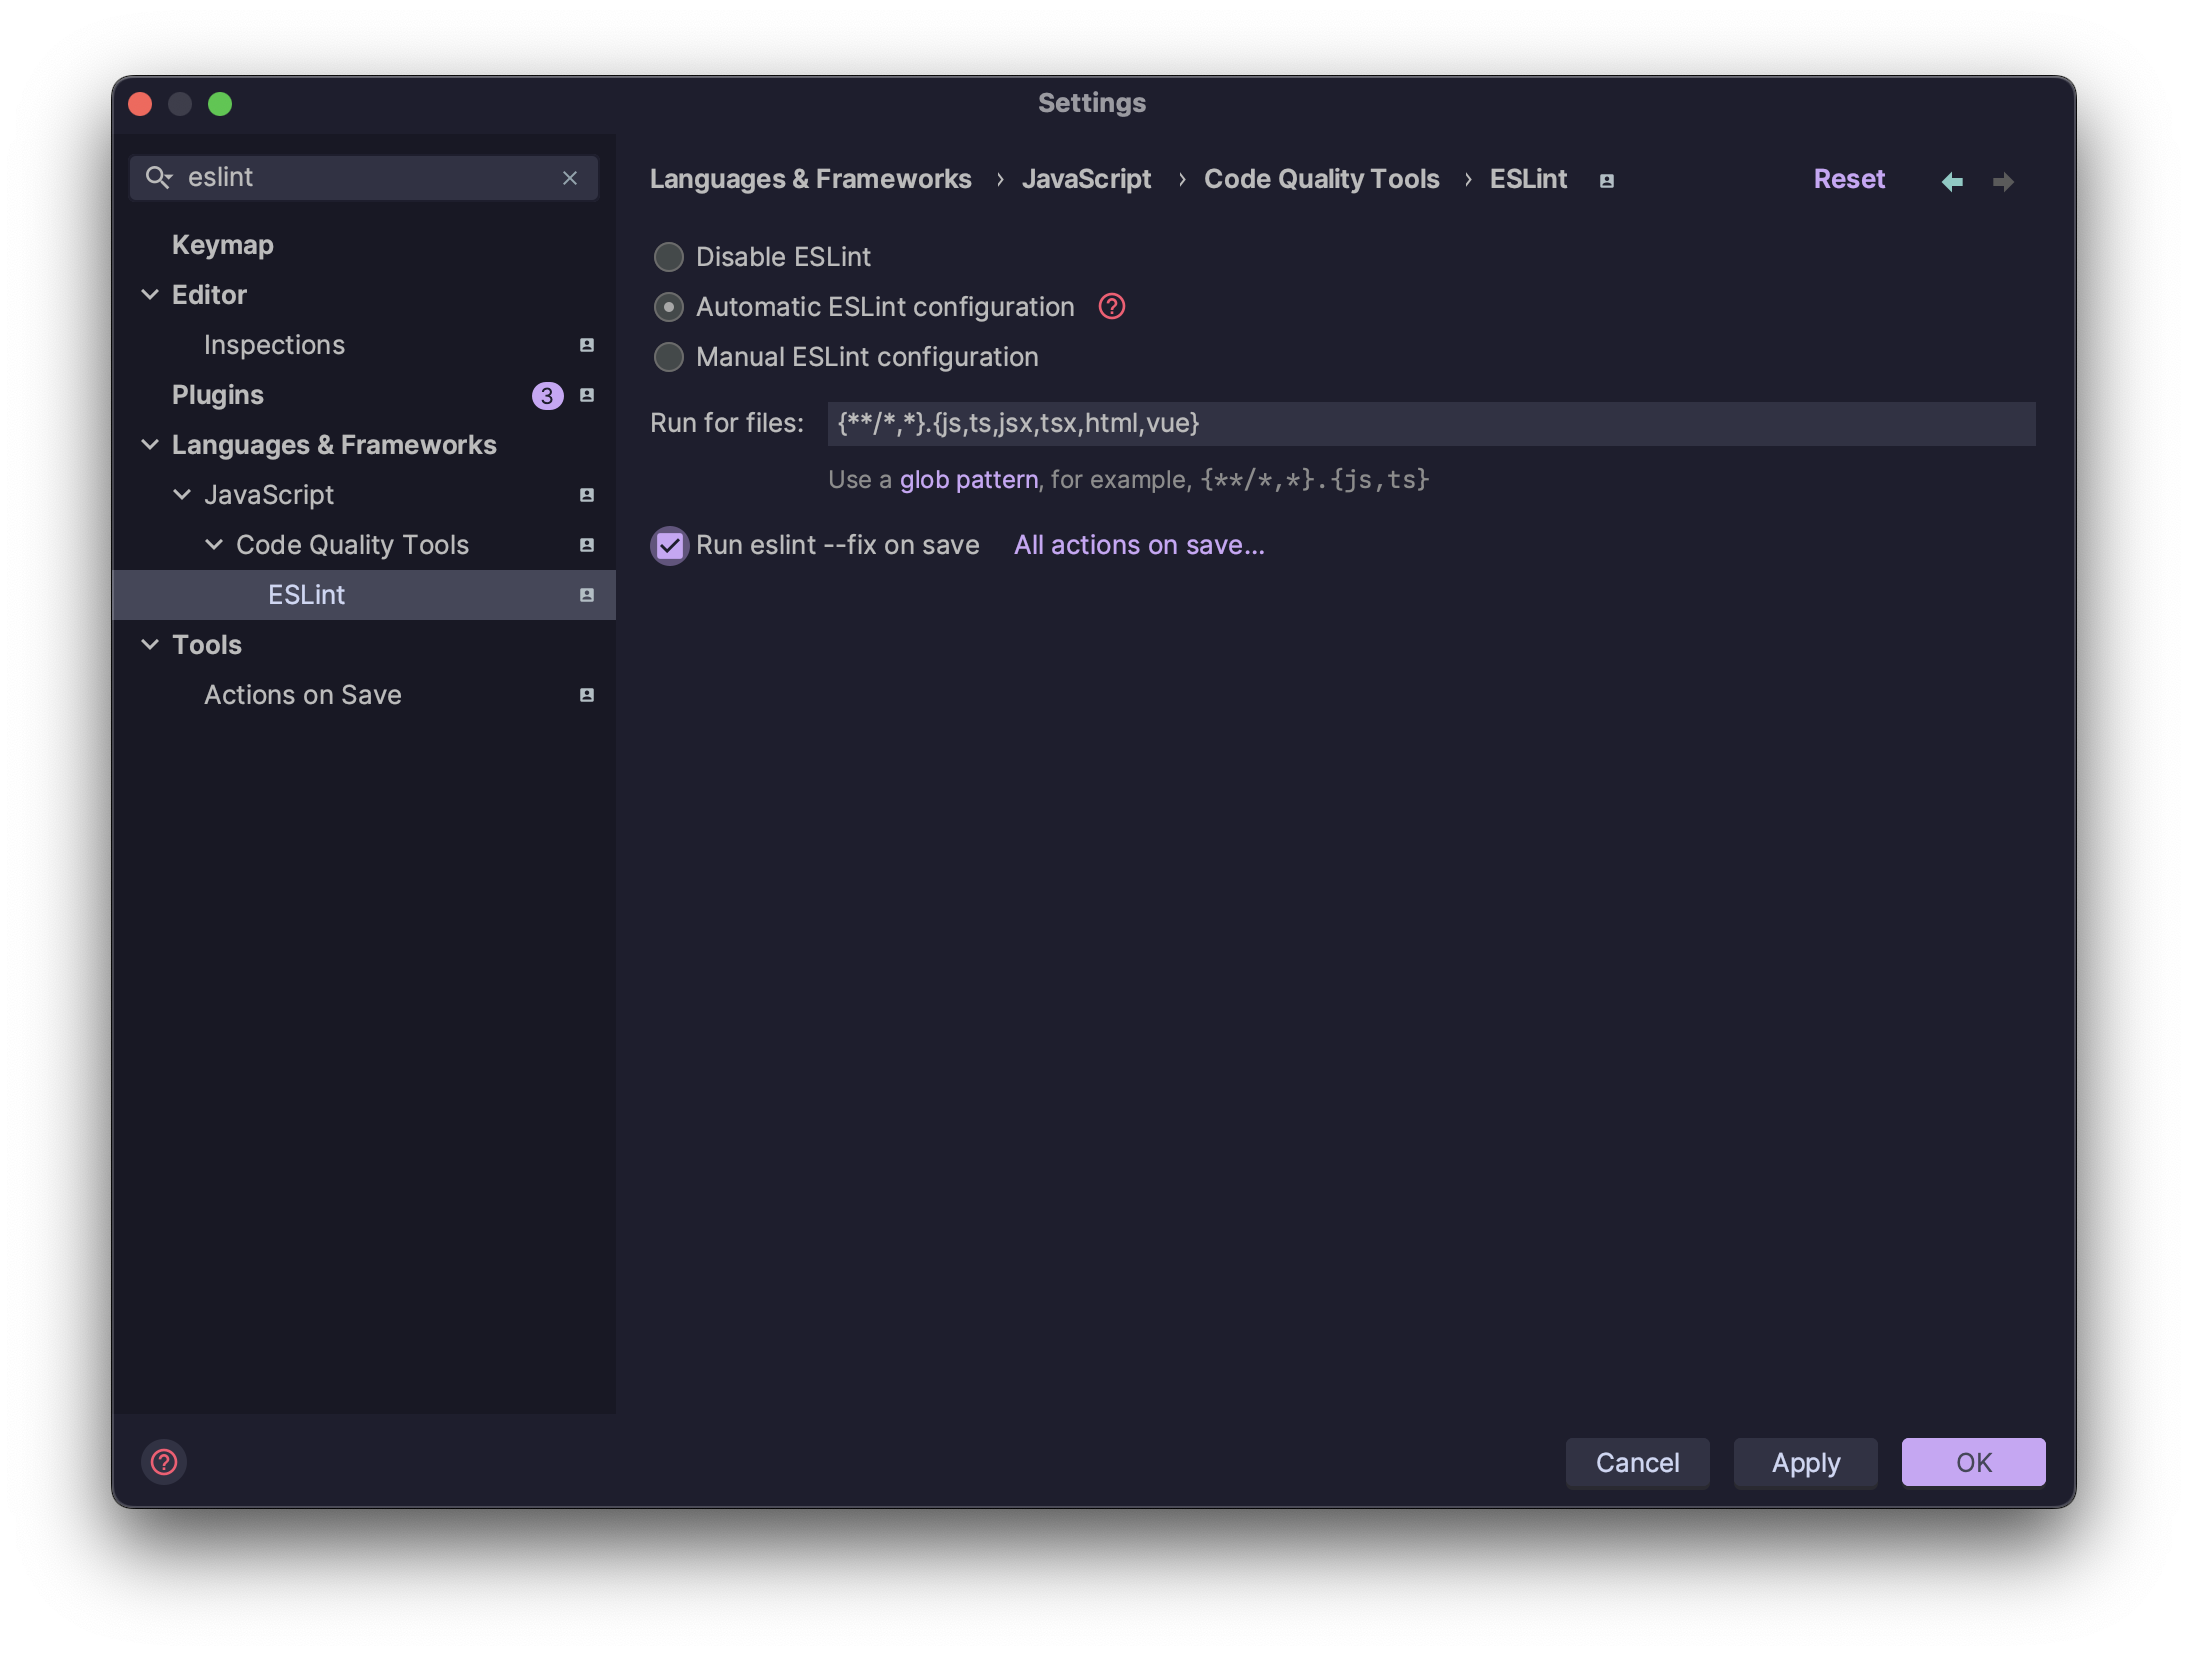 Settings
eslint
Keymap
Editor
Inspections
Plugins 3
Languages & Frameworks
JavaScript
Code Quality Tools
ESLint
Tools
Actions on Save
Languages & Frameworks › JavaScript › Code Quality Tools › ESLint
Reset
Disable ESLint
Automatic ESLint configuration ?
Manual ESLint configuration
Run for files: {**/*,*}.{js,ts,jsx,tsx,html,vue}
Use a glob pattern, for example, {**/*,*}.{js,ts}
Run eslint --fix on save All actions on save...
?
Cancel Apply OK